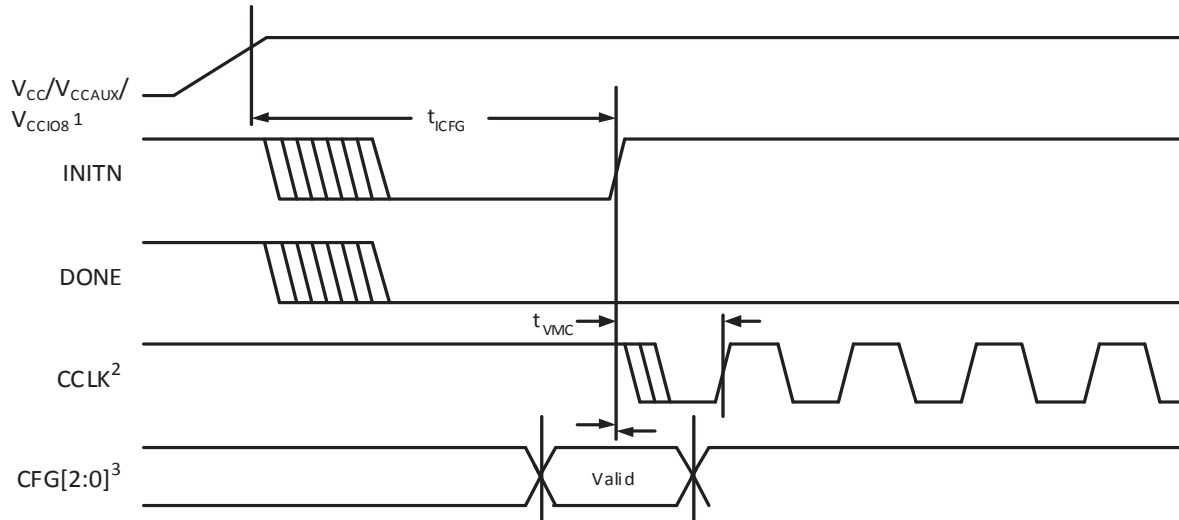 V_CC/V_CCAUX/
V_CCIO8 1
t_ICFG
INITN
DONE
t_VMC
CCLK²
CFG[2:0]³
Valid